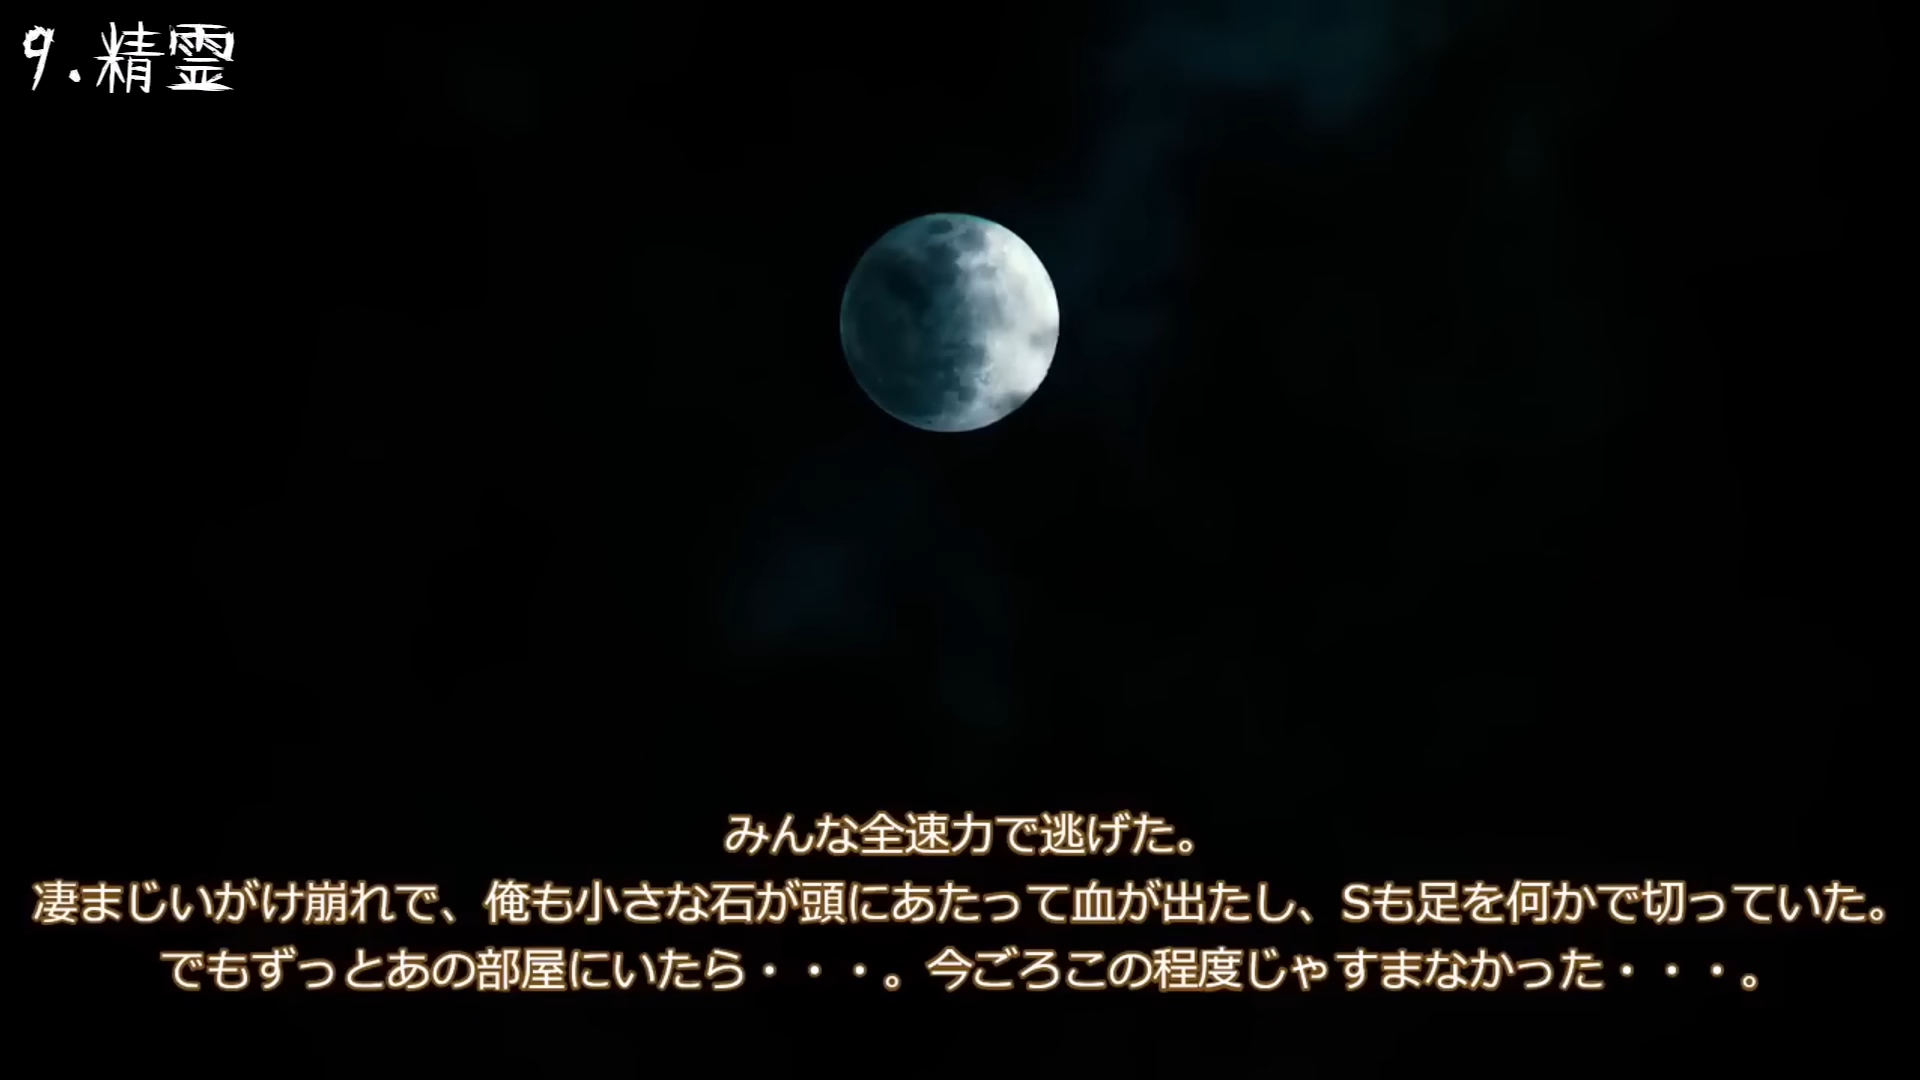 9.精霊
みんな全速力で逃げた。
凄まじいがけ崩れで、俺も小さな石が頭にあたって血が出たし、Sも足を何かで切っていた。
でもずっとあの部屋にいたら・・・。今ごろこの程度じゃすまなかった・・・。